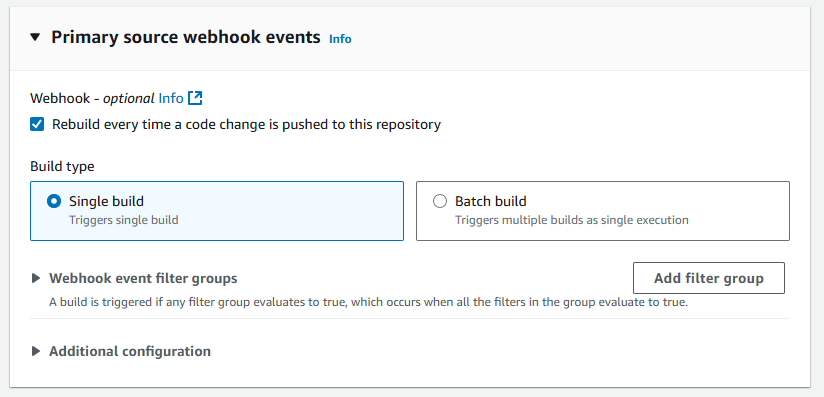 Primary source webhook events Info
Webhook - optional Info
Rebuild every time a code change is pushed to this repository
Build type
Single build
Triggers single build
Batch build
Triggers multiple builds as single execution
Webhook event filter groups
Add filter group
A build is triggered if any filter group evaluates to true, which occurs when all the filters in the group evaluate to true.
Additional configuration